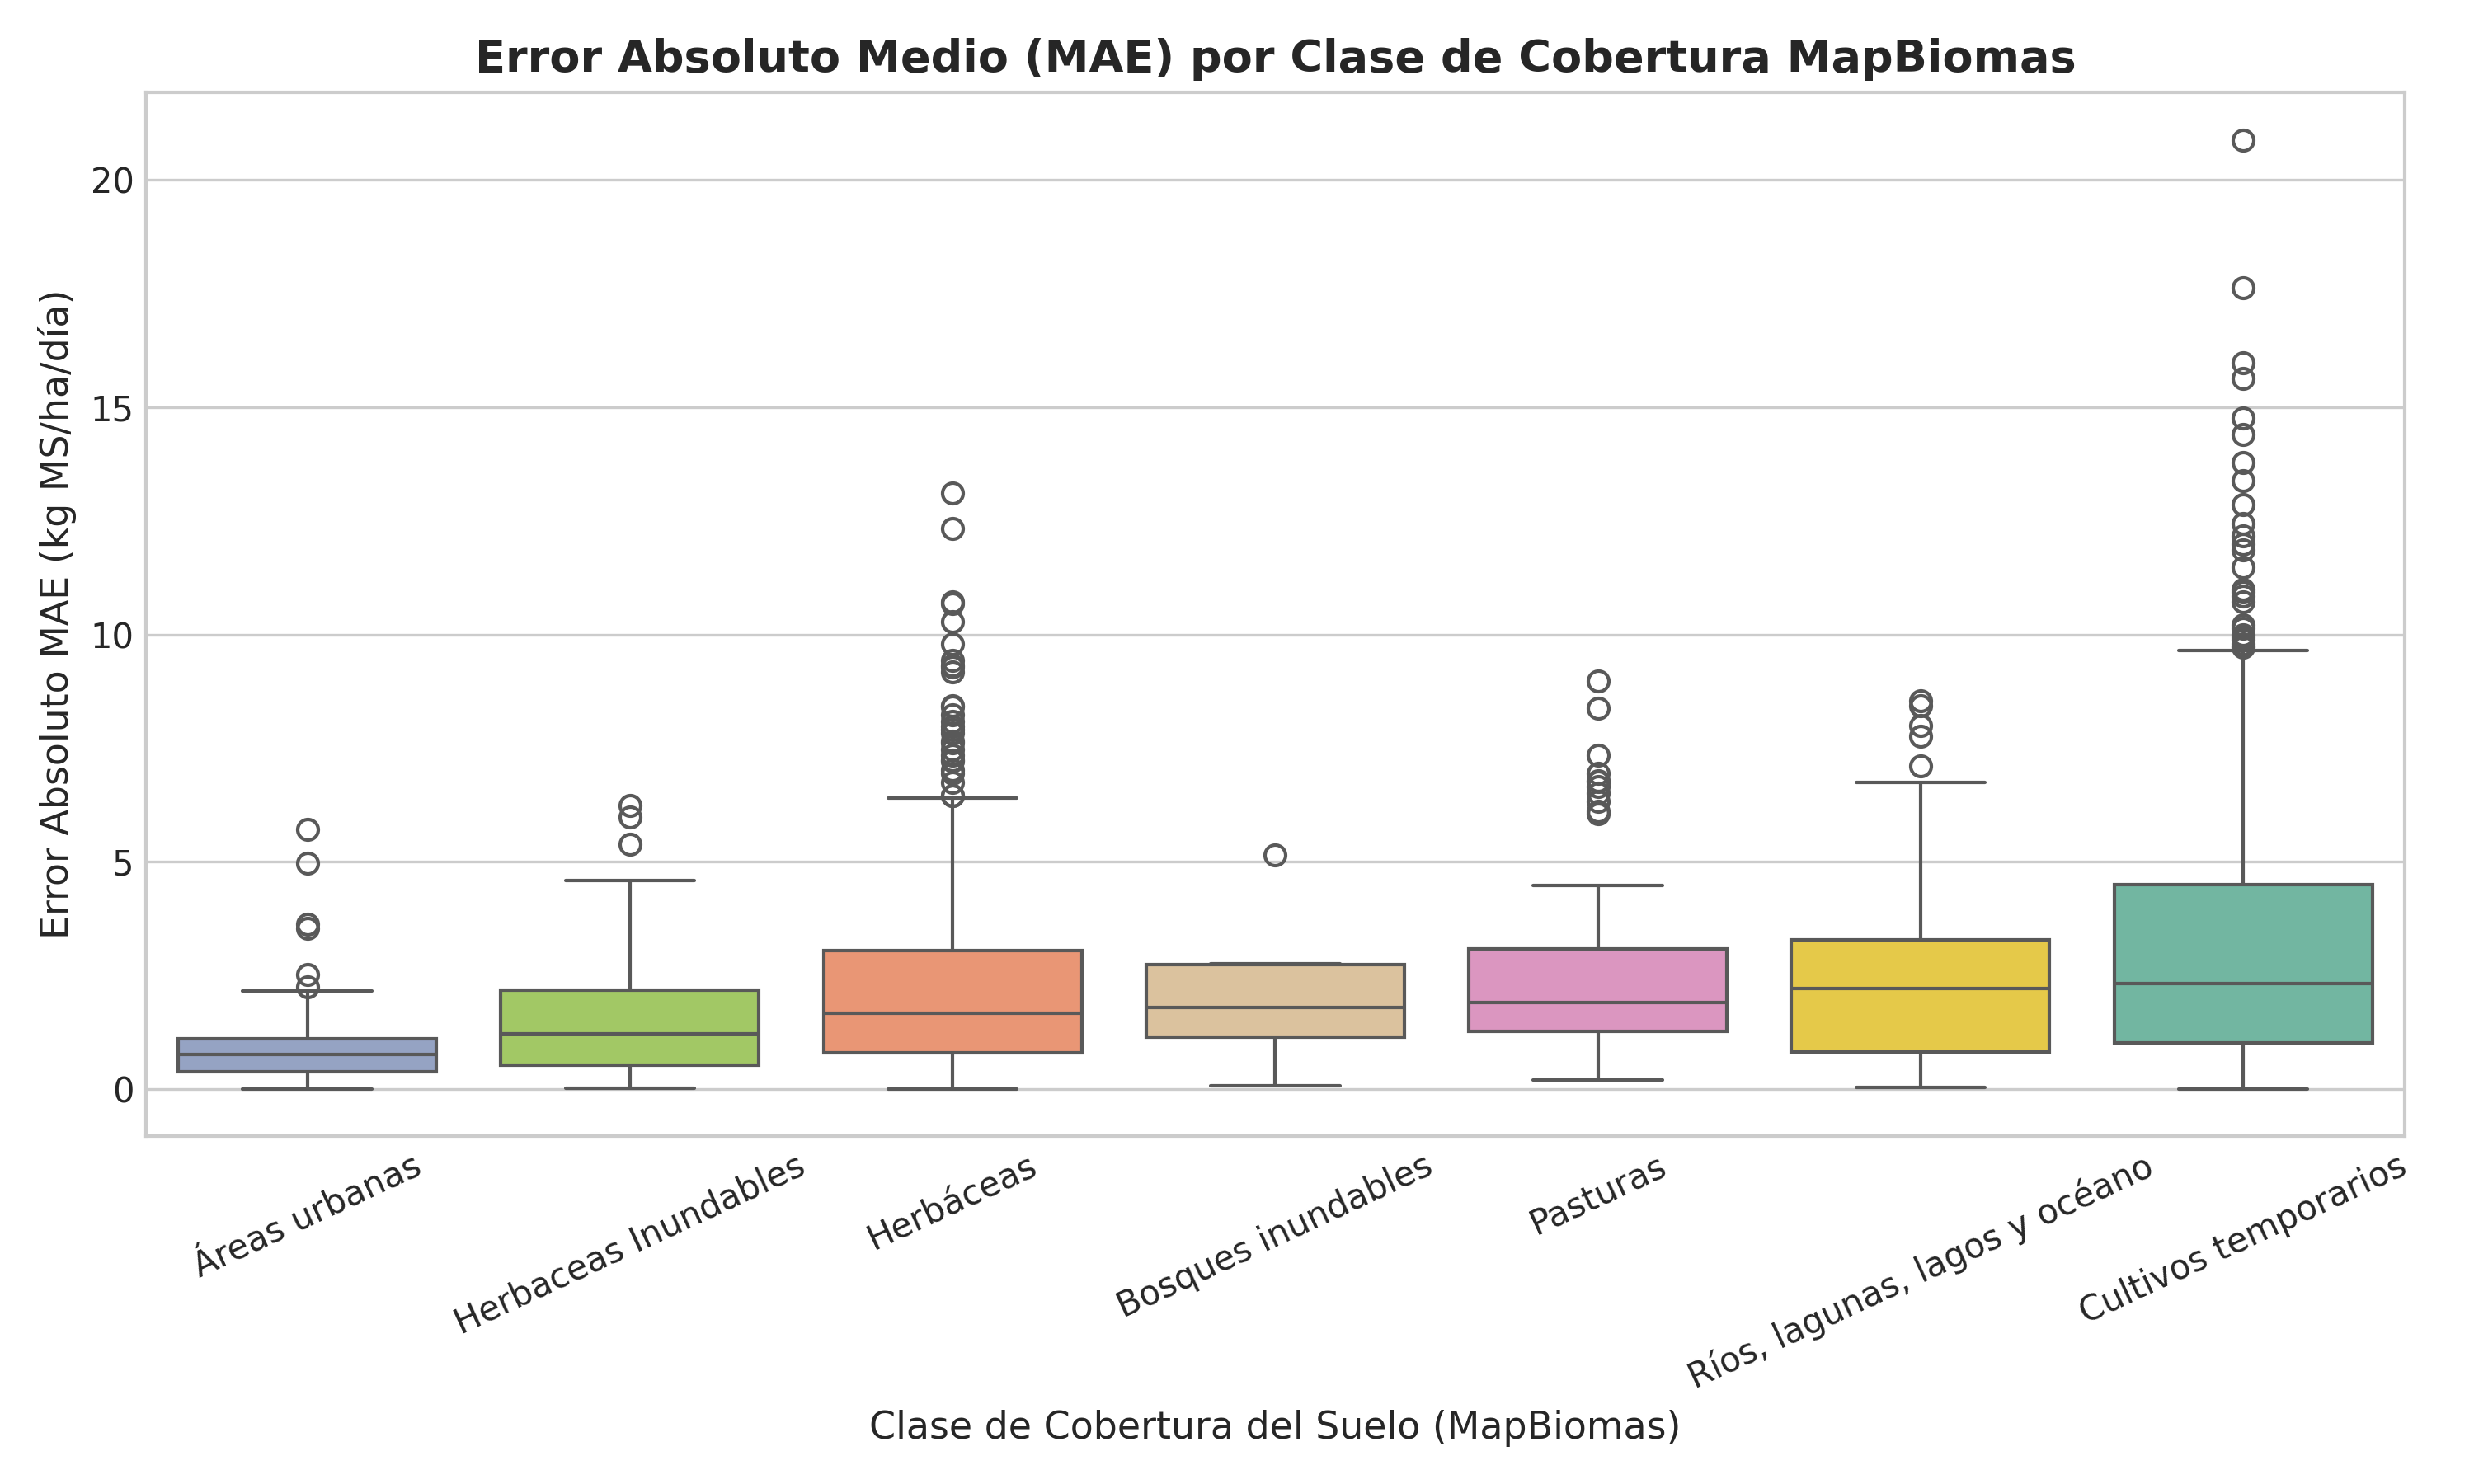 Error Absoluto Medio (MAE) por Clase de Cobertura MapBiomas
Error Absoluto MAE (kg MS/ha/día)
20
15
10
5
0
Áreas urbanas
Herbaceas Inundables
Herbáceas
Bosques inundables
Pasturas
Ríos, lagunas, lagos y océano
Cultivos temporarios
Clase de Cobertura del Suelo (MapBiomas)